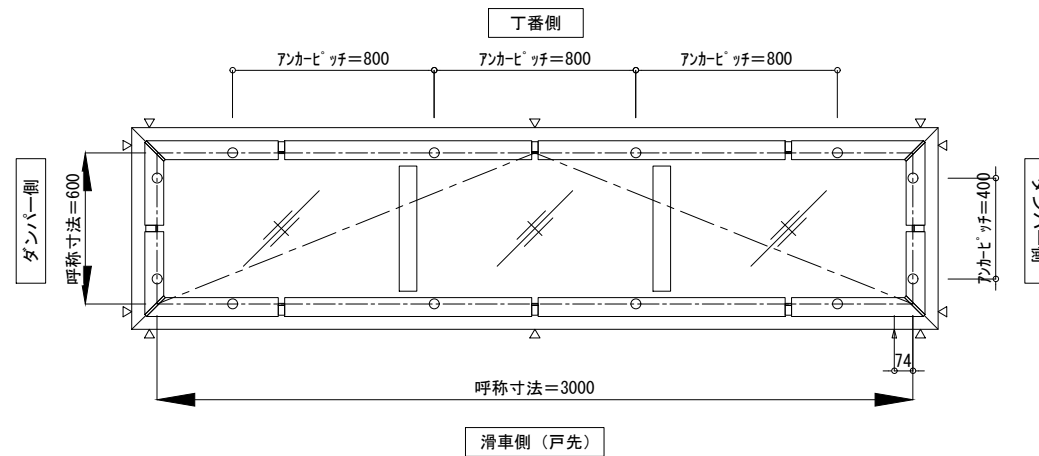 丁番側
アンカーピッチ＝800
アンカーピッチ＝800
アンカーピッチ＝800
ダンパー側
呼称寸法＝600
アンカーピッチ＝400
74
呼称寸法＝3000
滑車側（戸先）